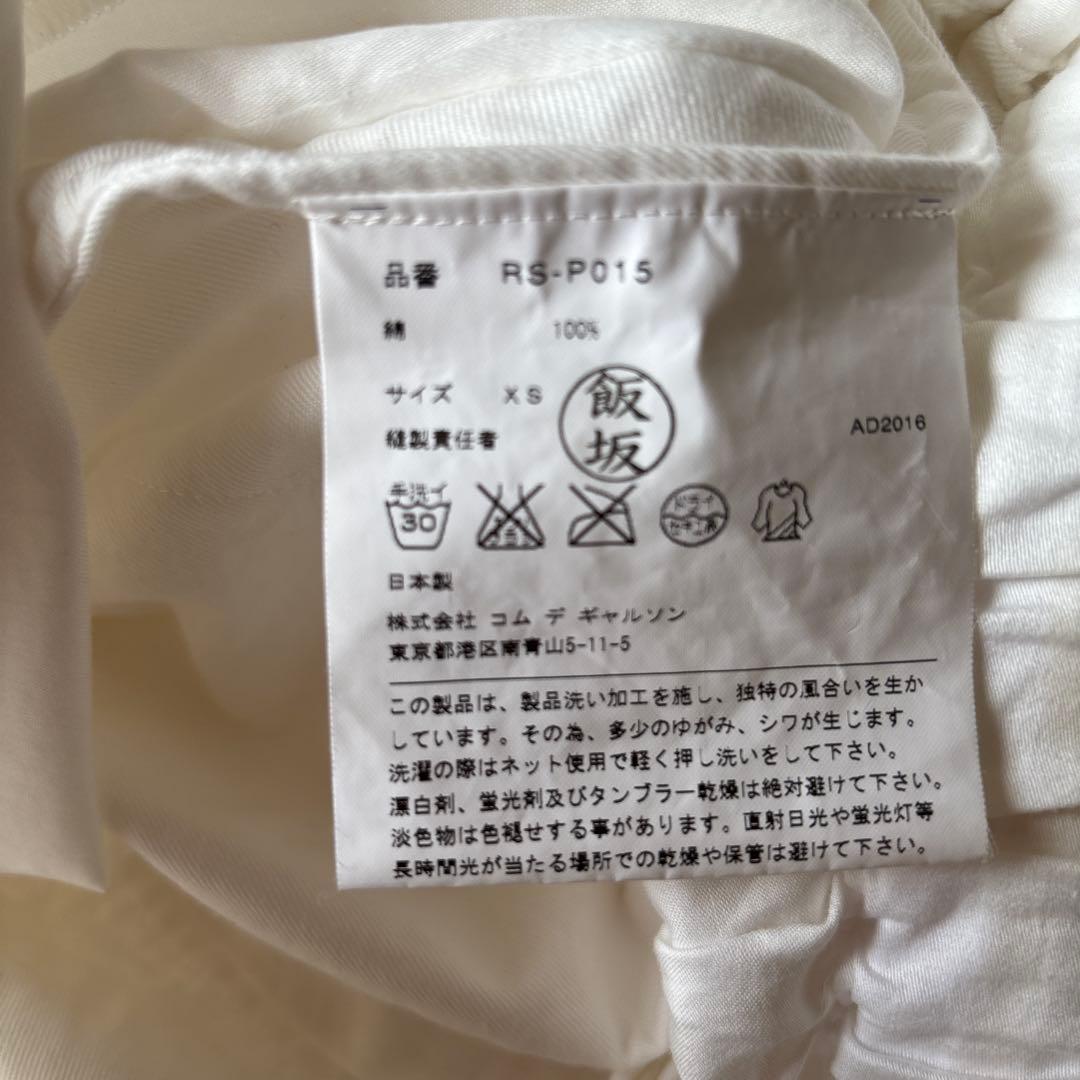 品番 RS-P015
綿 100%
サイズ XS
縫製責任者
飯坂
AD2016
手洗イ
30
ドライ
セキユ系
日本製
株式会社 コム デ ギャルソン
東京都港区南青山5-11-5
この製品は、製品洗い加工を施し、独特の風合いを生か
しています。その為、多少のゆがみ、シワが生じます。
洗濯の際はネット使用で軽く押し洗いをして下さい。
漂白剤、蛍光剤及びタンブラー乾燥は絶対避けて下さい。
淡色物は色褪せする事があります。直射日光や蛍光灯等
長時間光が当たる場所での乾燥や保管は避けて下さい。